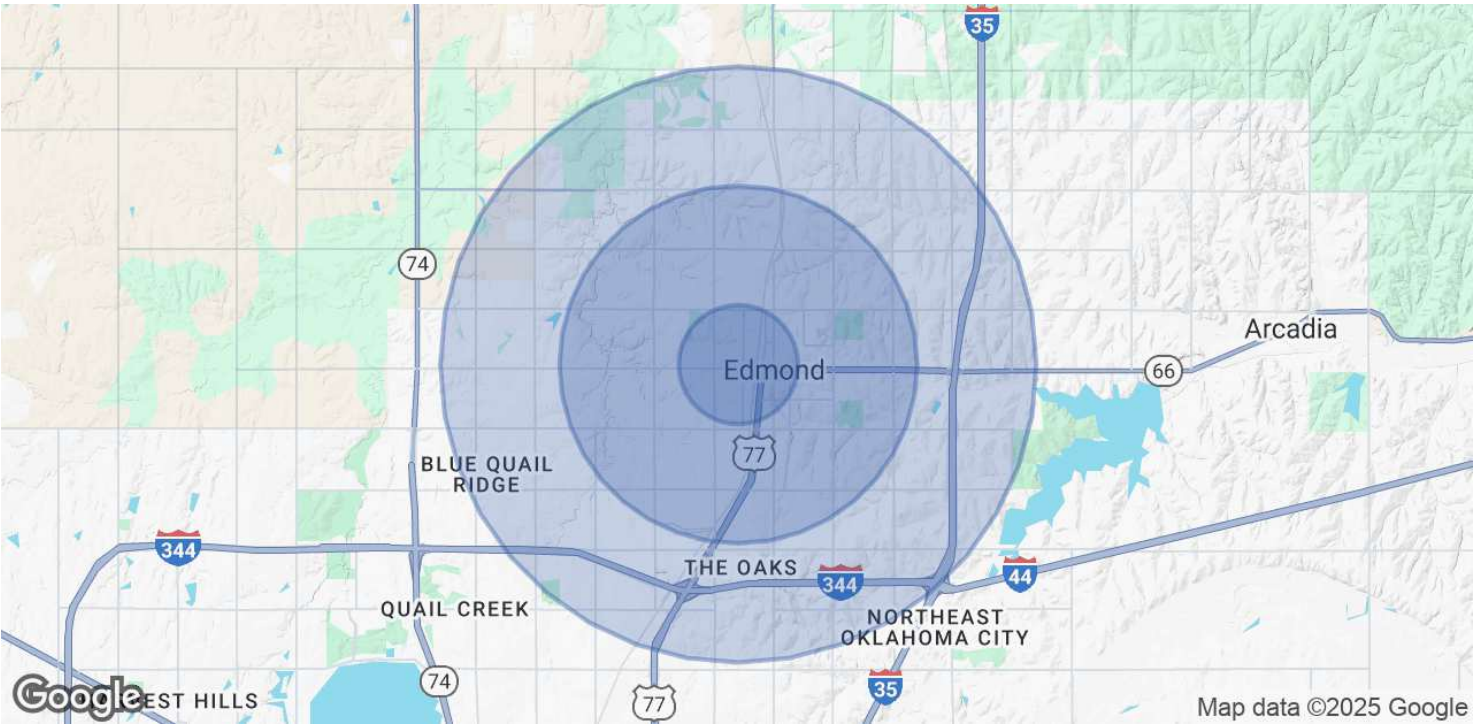 35
74
Arcadia
Edmond
66
77
BLUE QUAIL
RIDGE
344
THE OAKS
344
44
QUAIL CREEK
NORTHEAST
OKLAHOMA CITY
74
35
77
Google
EST HILLS
Map data ©2025 Google